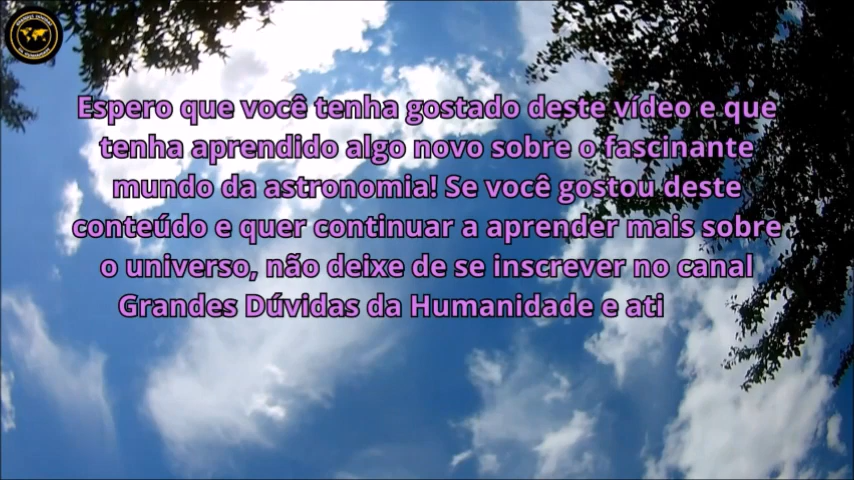 Espero que você tenha gostado deste vídeo e que
tenha aprendido algo novo sobre o fascinante
mundo da astronomia! Se você gostou deste
conteúdo e quer continuar a aprender mais sobre
o universo, não deixe de se inscrever no canal
Grandes Dúvidas da Humanidade e ati